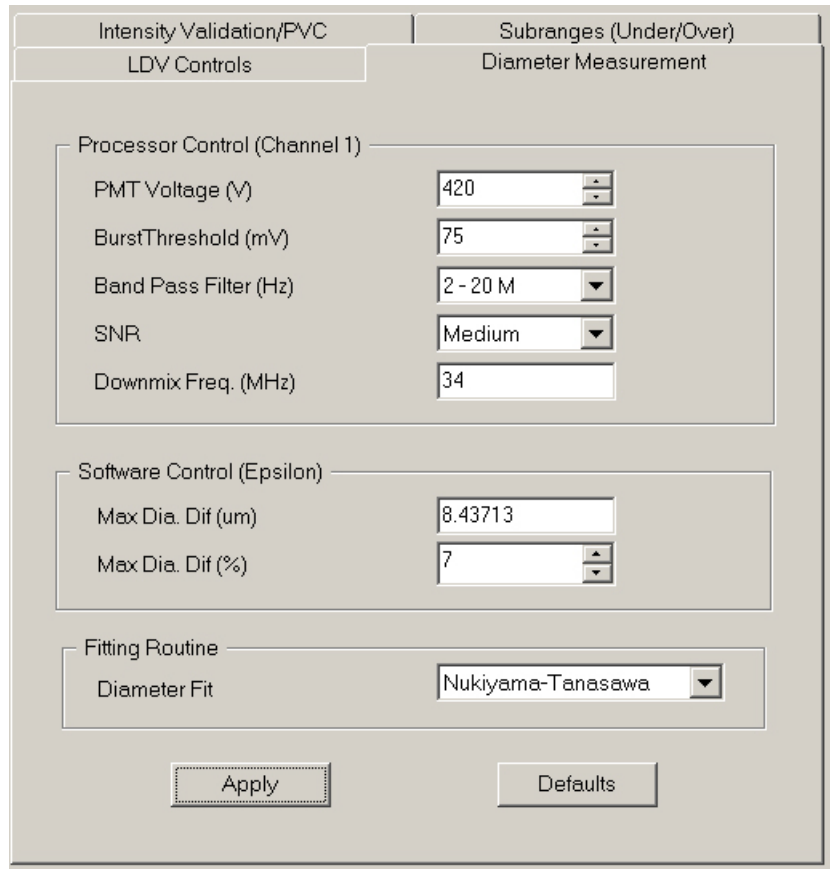 Intensity Validation/PVC Subranges (Under/Over)
LDV Controls Diameter Measurement
Processor Control (Channel 1)
PMT Voltage (V) 420
BurstThreshold (mV) 75
Band Pass Filter (Hz) 2 - 20 M
SNR Medium
Downmix Freq. (MHz) 34
Software Control (Epsilon)
Max Dia. Dif (um) 8.43713
Max Dia. Dif (%) 7
Fitting Routine
Diameter Fit Nukiyama-Tanasawa
Apply Defaults